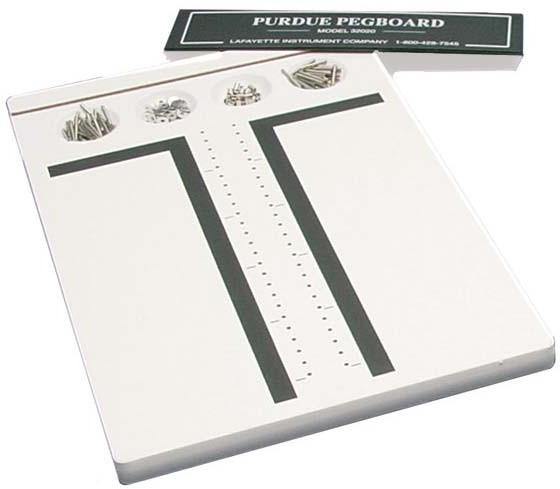 PURDUE PEGBOARD
MODEL 32020
LAFAYETTE INSTRUMENT COMPANY 1-800-428-7545